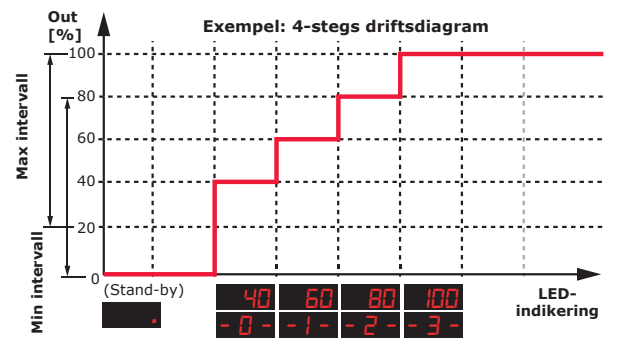 Out
[%]
Exempel: 4-stegs driftsdiagram
100
80
60
40
20
0
Max intervall
Min intervall
(Stand-by)
.
40 60 80 100
-0- -1- -2- -3-
LED-
indikering